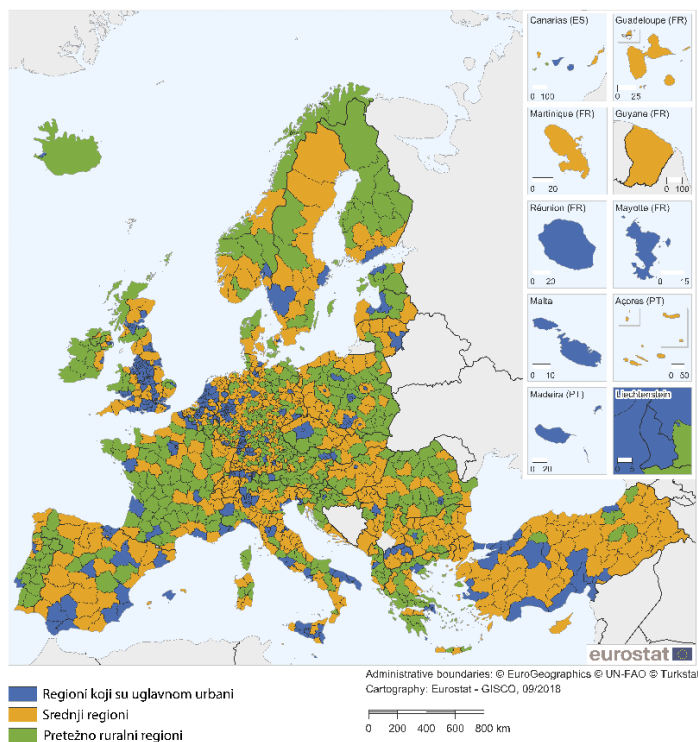 Canarias (ES)
0 100
Guadeloupe (FR)
0 25
Martinique (FR)
0 20
Guyane (FR)
0 100
Réunion (FR)
0 20
Mayotte (FR)
0 15
Malta
0 10
Açores (PT)
0 50
Madeira (PT)
0 20
Liechtenstein
eurostat
Administrative boundaries: © EuroGeographics © UN-FAO © Turkstat
Cartography: Eurostat - GISCO, 09/2018
0 200 400 600 800 km
Regioni koji su uglavnom urbani
Srednji regioni
Pretežno ruralni regioni